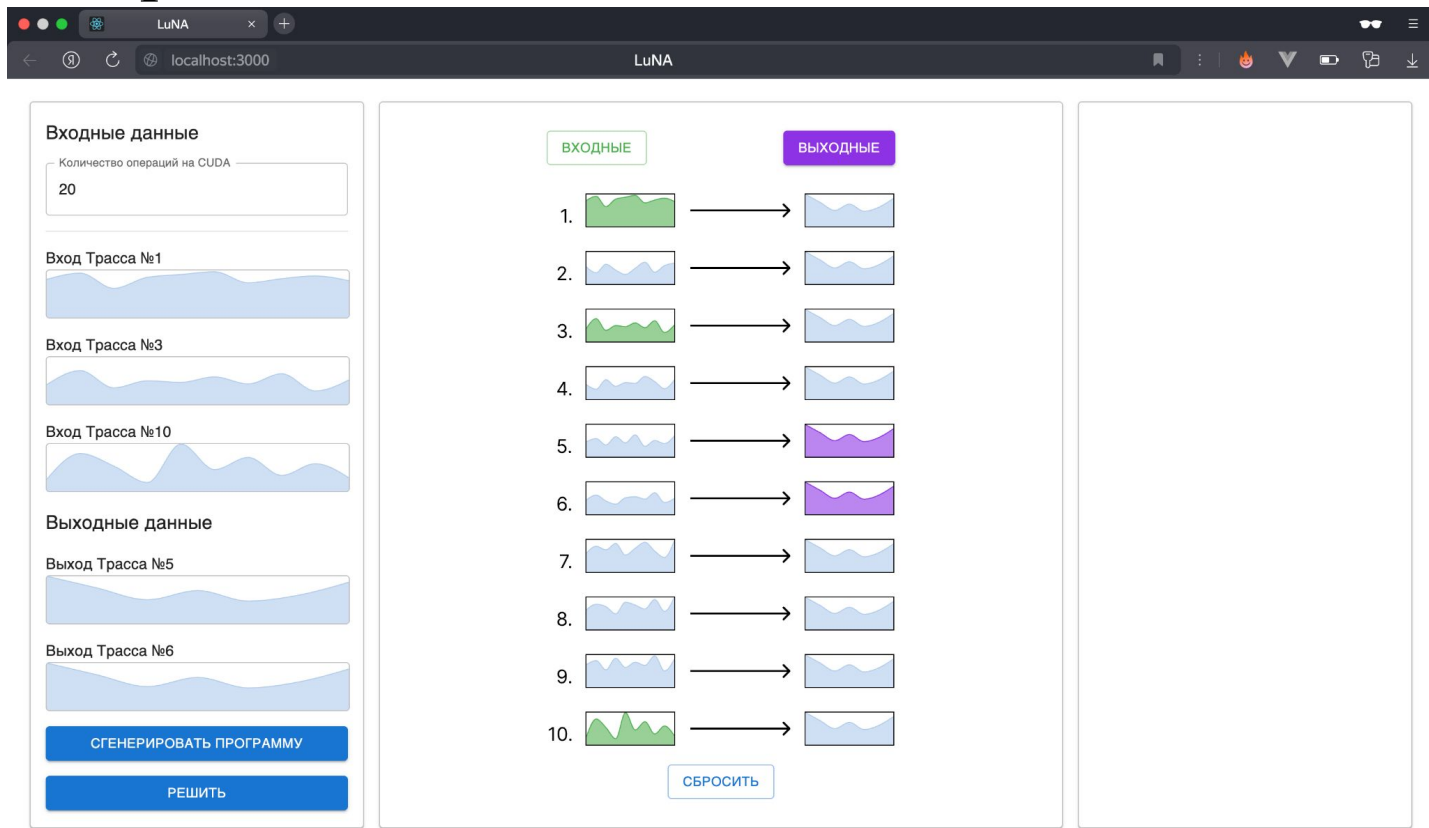 LuNA
localhost:3000
LuNA
Входные данные
Количество операций на CUDA
20
Вход Трасса №1
Вход Трасса №3
Вход Трасса №10
Выходные данные
Выход Трасса №5
Выход Трасса №6
СГЕНЕРИРОВАТЬ ПРОГРАММУ
РЕШИТЬ
ВХОДНЫЕ
ВЫХОДНЫЕ
1.
2.
3.
4.
5.
6.
7.
8.
9.
10.
СБРОСИТЬ